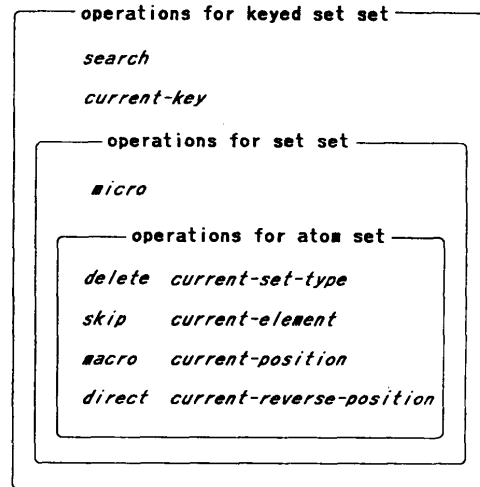 operations for keyed set set
search
current-key
operations for set set
micro
operations for atom set
delete current-set-type
skip current-element
macro current-position
direct current-reverse-position